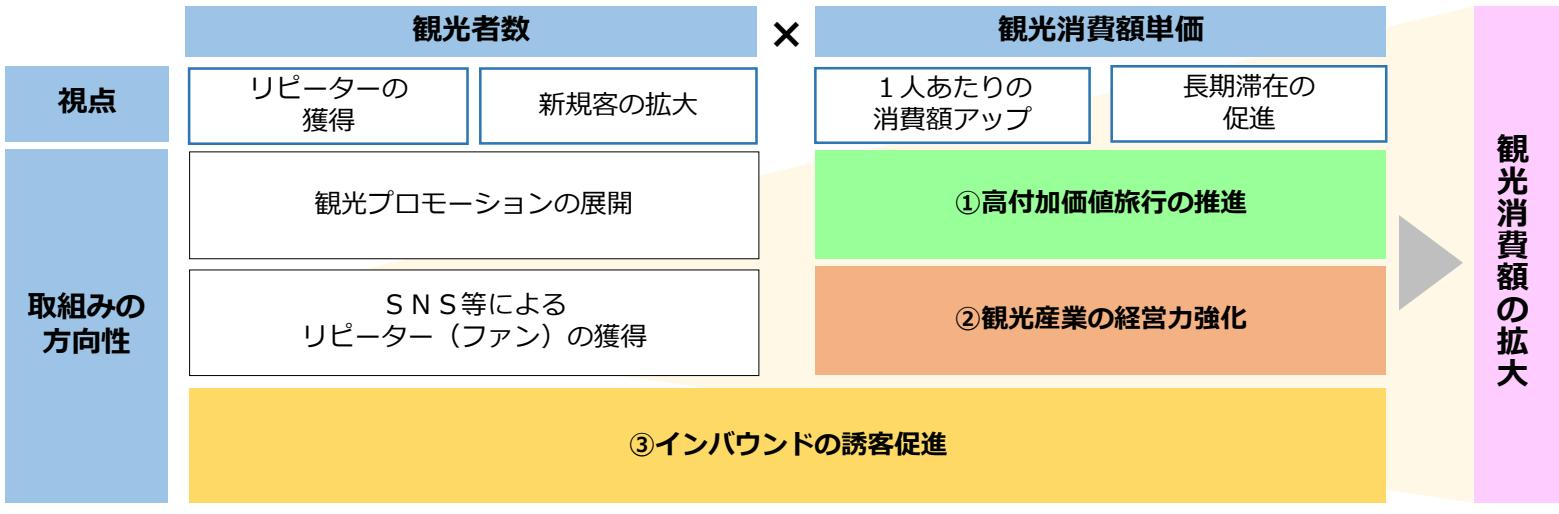 観光者数
×
観光消費額単価
視点
リピーターの
獲得
新規客の拡大
１人あたりの
消費額アップ
長期滞在の
促進
取組みの
方向性
観光プロモーションの展開
①高付加価値旅行の推進
ＳＮＳ等による
リピーター（ファン）の獲得
②観光産業の経営力強化
③インバウンドの誘客促進
観光消費額の拡大